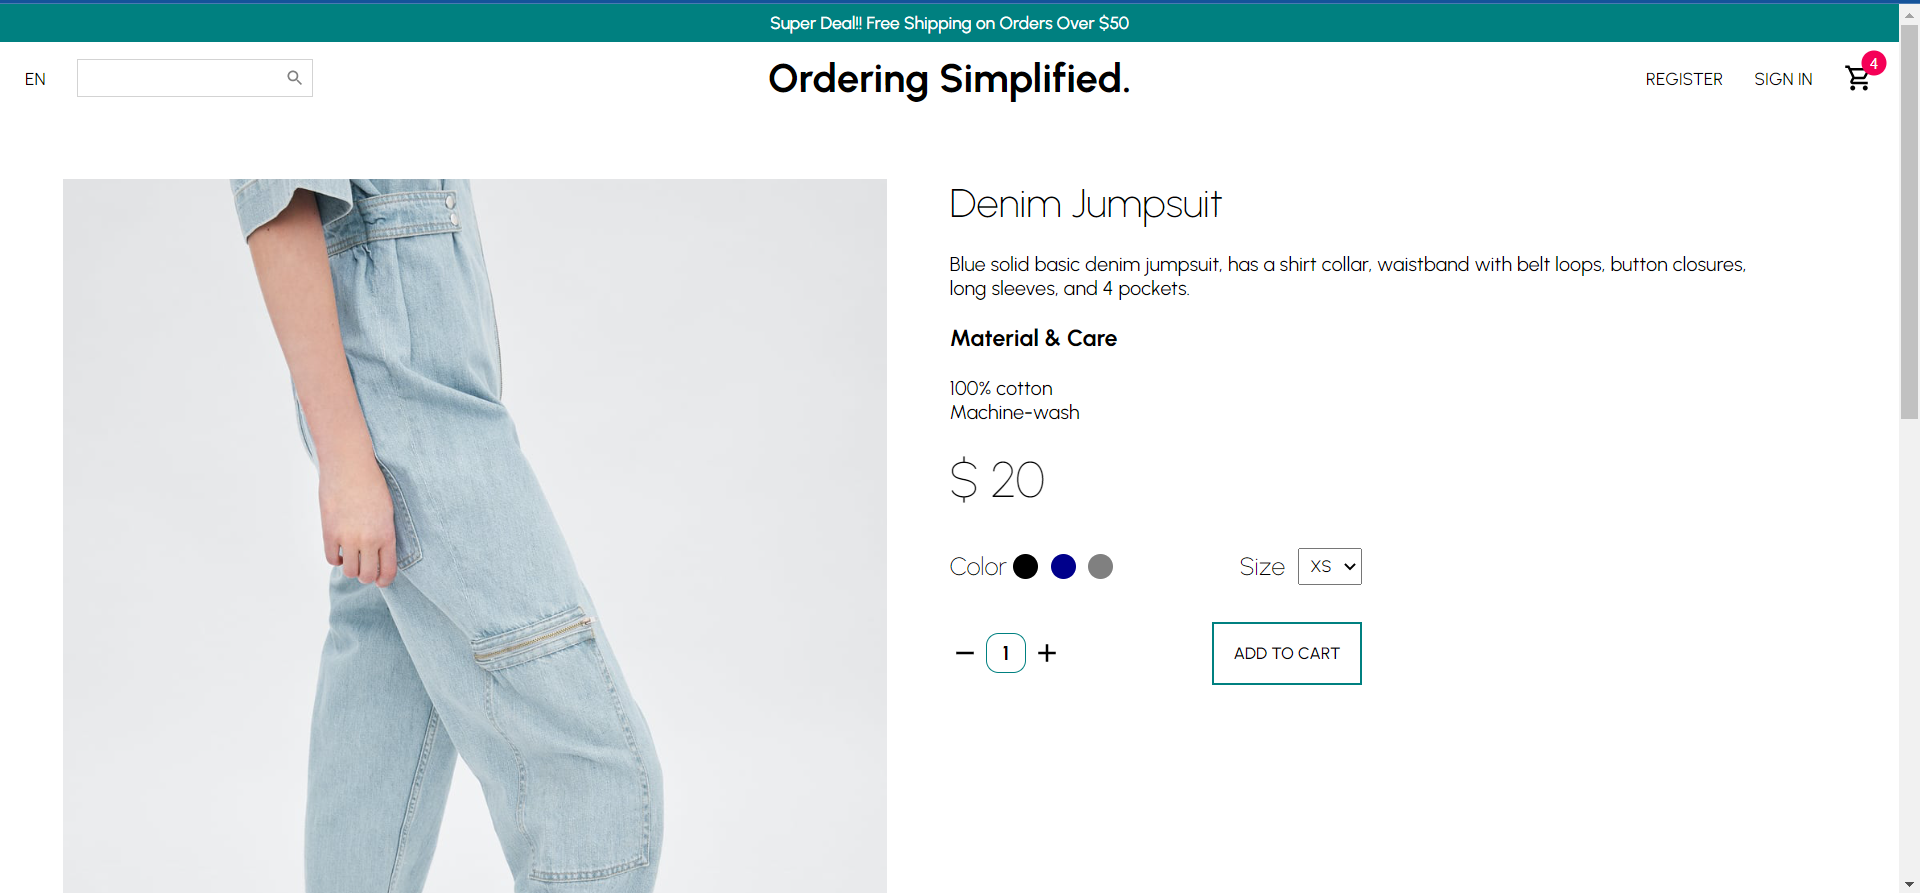 Super Deal!! Free Shipping on Orders Over $50
EN
Ordering Simplified.
REGISTER
SIGN IN
4
Denim Jumpsuit
Blue solid basic denim jumpsuit, has a shirt collar, waistband with belt loops, button closures,
long sleeves, and 4 pockets.
Material & Care
100% cotton
Machine-wash
$ 20
Color
Size
XS
1
ADD TO CART